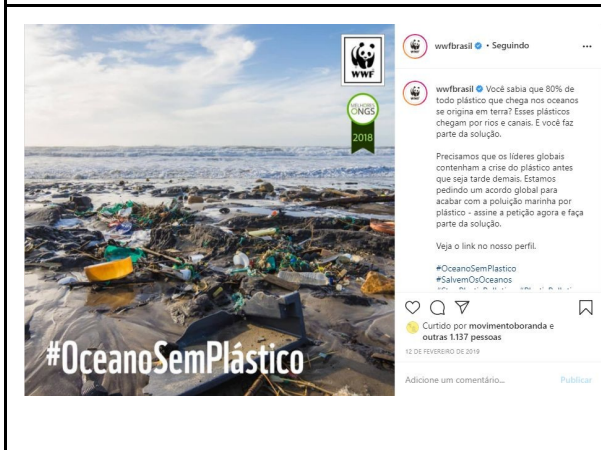 WWF
MELHORES
ONGS
2018
#OceanoSemPlástico
wwfbrasil • Seguindo
wwfbrasil Você sabia que 80% de
todo plástico que chega nos oceanos
se origina em terra? Esses plásticos
chegam por rios e canais. E você faz
parte da solução.
Precisamos que os líderes globais
contenham a crise do plástico antes
que seja tarde demais. Estamos
pedindo um acordo global para
acabar com a poluição marinha por
plástico - assine a petição agora e faça
parte da solução.
Veja o link no nosso perfil.
#OceanoSemPlastico
#SalvemOsOceanos
Curtido por movimentoboranda e
outras 1.137 pessoas
12 DE FEVEREIRO DE 2019
Adicione um comentário... Publicar